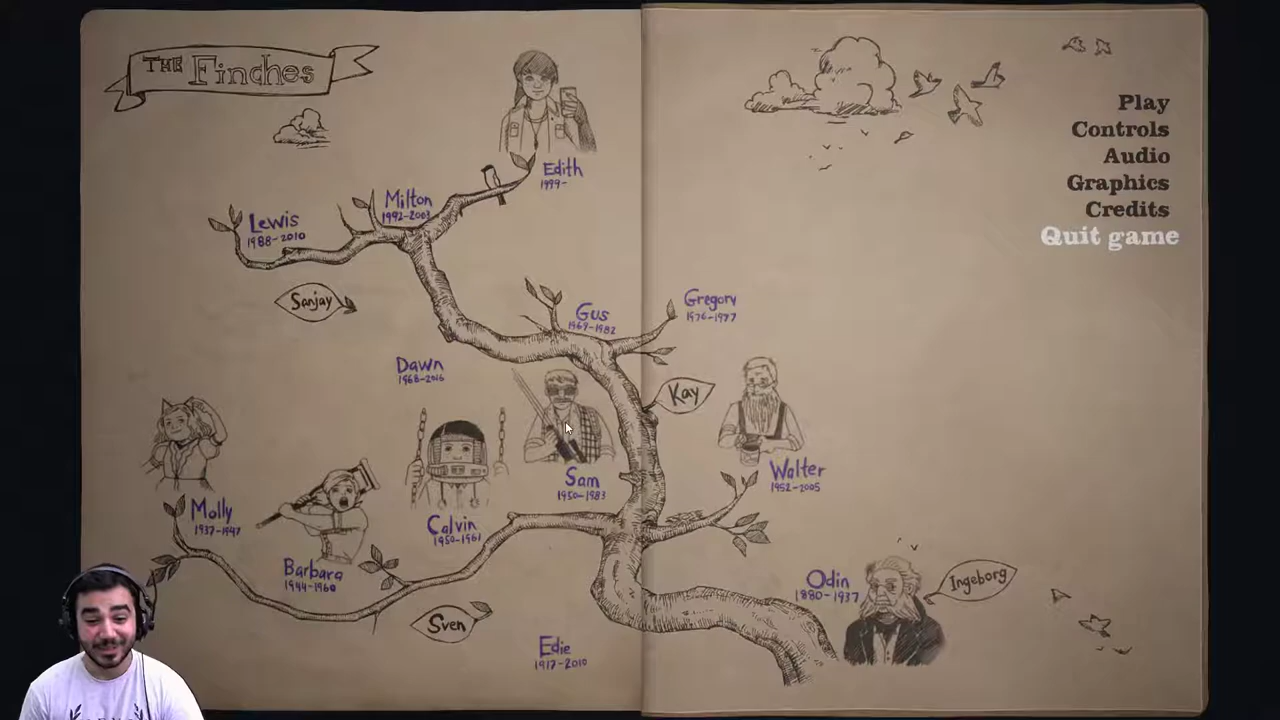 THE Finches
Edith
1999-
Milton
1992-2003
Lewis
1988-2010
Sanjay
Gus
1969-1982
Gregory
1976-1977
Dawn
1968-2016
Kay
Sam
1950-1983
Walter
1952-2005
Molly
1937-1947
Barbara
1944-1960
Calvin
1950-1961
Sven
Edie
1917-2010
Odin
1880-1937
Ingeborg
Play
Controls
Audio
Graphics
Credits
Quit game